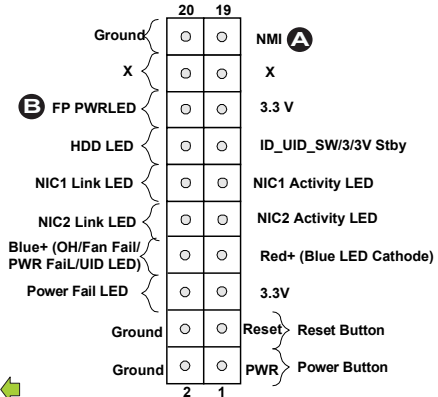 20 19
Ground NMI A
X X
B FP PWRLED 3.3 V
HDD LED ID_UID_SW/3/3V Stby
NIC1 Link LED NIC1 Activity LED
NIC2 Link LED NIC2 Activity LED
Blue+ (OH/Fan Fail/
PWR FaiL/UID LED) Red+ (Blue LED Cathode)
Power Fail LED 3.3V
Ground Reset Reset Button
Ground PWR Power Button
2 1